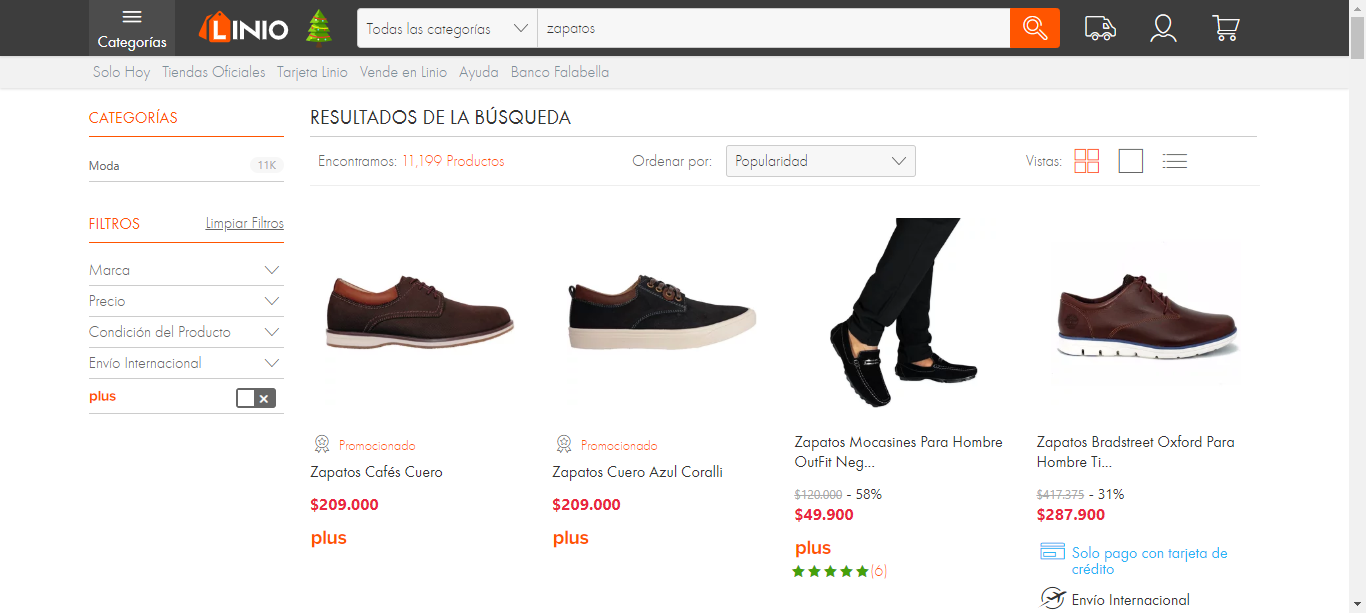 Categorías
LINIO
Todas las categorías
zapatos
Solo Hoy Tiendas Oficiales Tarjeta Linio Vende en Linio Ayuda Banco Falabella
CATEGORÍAS
Moda 11K
FILTROS Limpiar Filtros
Marca
Precio
Condición del Producto
Envío Internacional
plus
RESULTADOS DE LA BÚSQUEDA
Encontramos: 11,199 Productos
Ordenar por: Popularidad
Vistas:
Promocionado
Zapatos Cafés Cuero
$209.000
plus
Promocionado
Zapatos Cuero Azul Coralli
$209.000
plus
Zapatos Mocasines Para Hombre
OutFit Neg...
$120.000 - 58%
$49.900
plus
(6)
Zapatos Bradstreet Oxford Para
Hombre Ti...
$417.375 - 31%
$287.900
Solo pago con tarjeta de
crédito
Envío Internacional